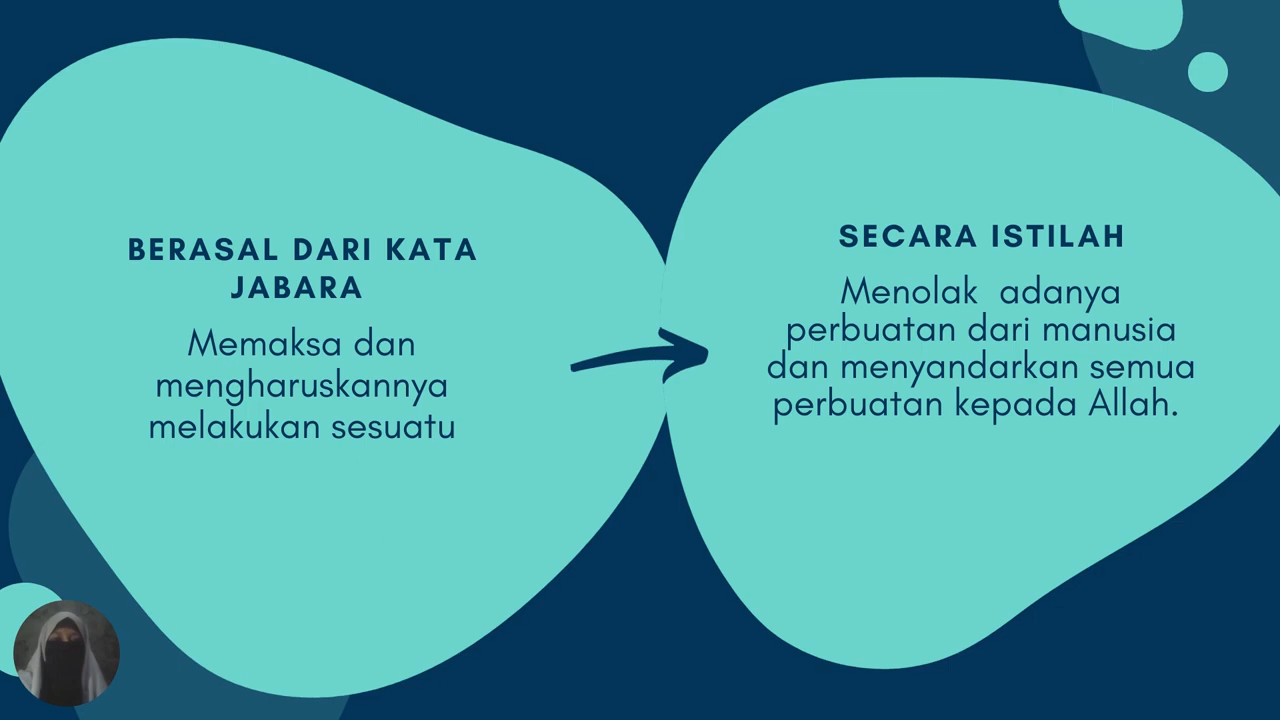 BERASAL DARI KATA
JABARA
Memaksa dan
mengharuskannya
melakukan sesuatu
SECARA ISTILAH
Menolak adanya
perbuatan dari manusia
dan menyandarkan semua
perbuatan kepada Allah.